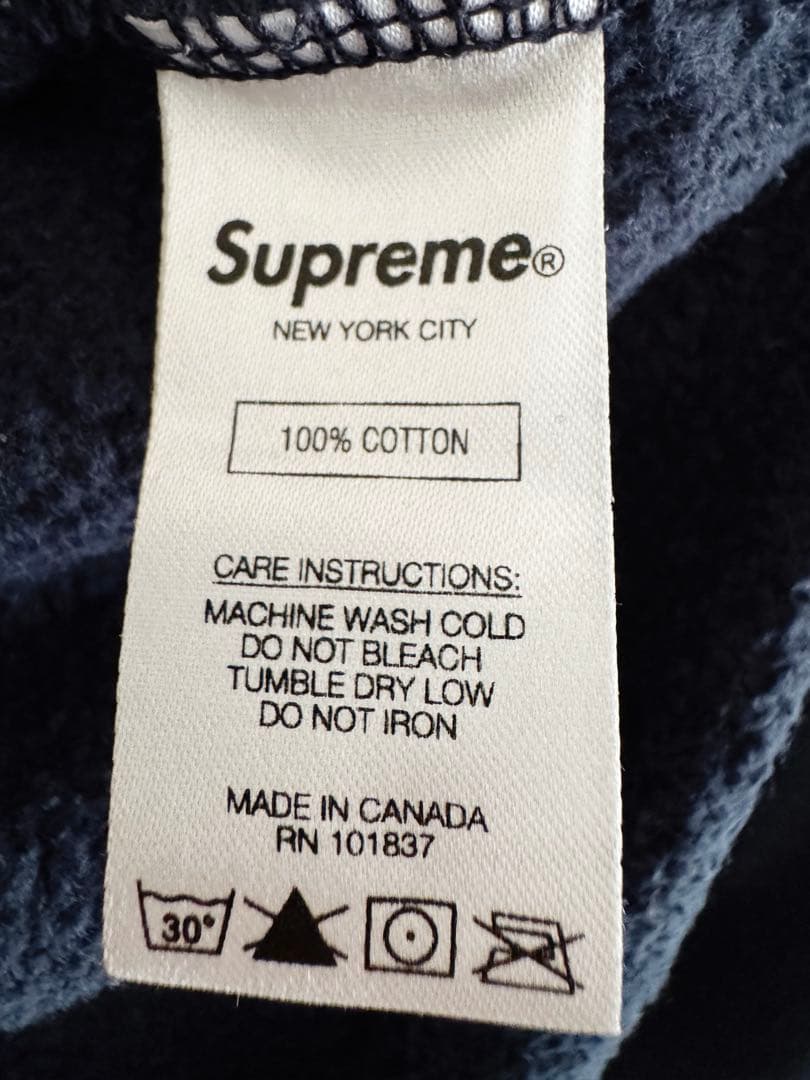 Supreme®
NEW YORK CITY
100% COTTON
CARE INSTRUCTIONS:
MACHINE WASH COLD
DO NOT BLEACH
TUMBLE DRY LOW
DO NOT IRON
MADE IN CANADA
RN 101837
30°